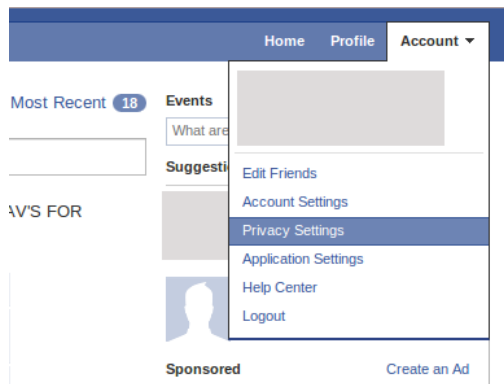 Home Profile Account
Most Recent 18
Events
What are
Suggesti
AV'S FOR
Edit Friends
Account Settings
Privacy Settings
Application Settings
Help Center
Logout
Sponsored
Create an Ad